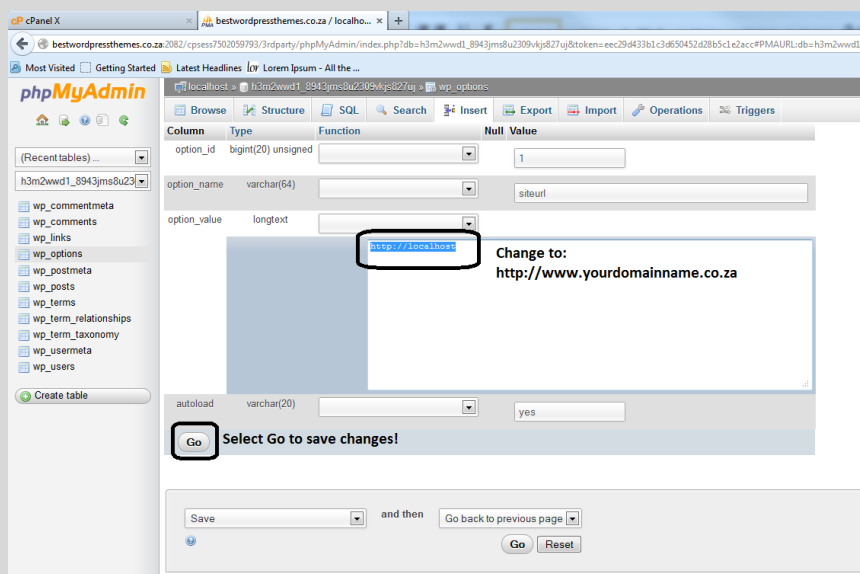 cP cPanel X
bestwordpressthemes.co.za / localho...
bestwordpressthemes.co.za:2082/cpsess7502059793/3rdparty/phpMyAdmin/index.php?db=h3m2wwd1_8943jms8u2309vkjs827uj&token=eec29d433b1c3d650452d28b5c1e2acc#PMAURL:db=h3m2wwd1
Most Visited Getting Started Latest Headlines Lorem Ipsum - All the ...
phpMyAdmin
localhost » h3m2wwd1_8943jms8u2309vkjs827uj » wp_options
Browse Structure SQL Search Insert Export Import Operations Triggers
(Recent tables) ...
h3m2wwd1_8943jms8u23
wp_commentmeta
wp_comments
wp_links
wp_options
wp_postmeta
wp_posts
wp_terms
wp_term_relationships
wp_term_taxonomy
wp_usermeta
wp_users
Create table
Column Type Function Null Value
option_id bigint(20) unsigned 1
option_name varchar(64) siteurl
option_value longtext
http://localhost
Change to:
http://www.yourdomainname.co.za
autoload varchar(20) yes
Go Select Go to save changes!
Save and then Go back to previous page
Go Reset